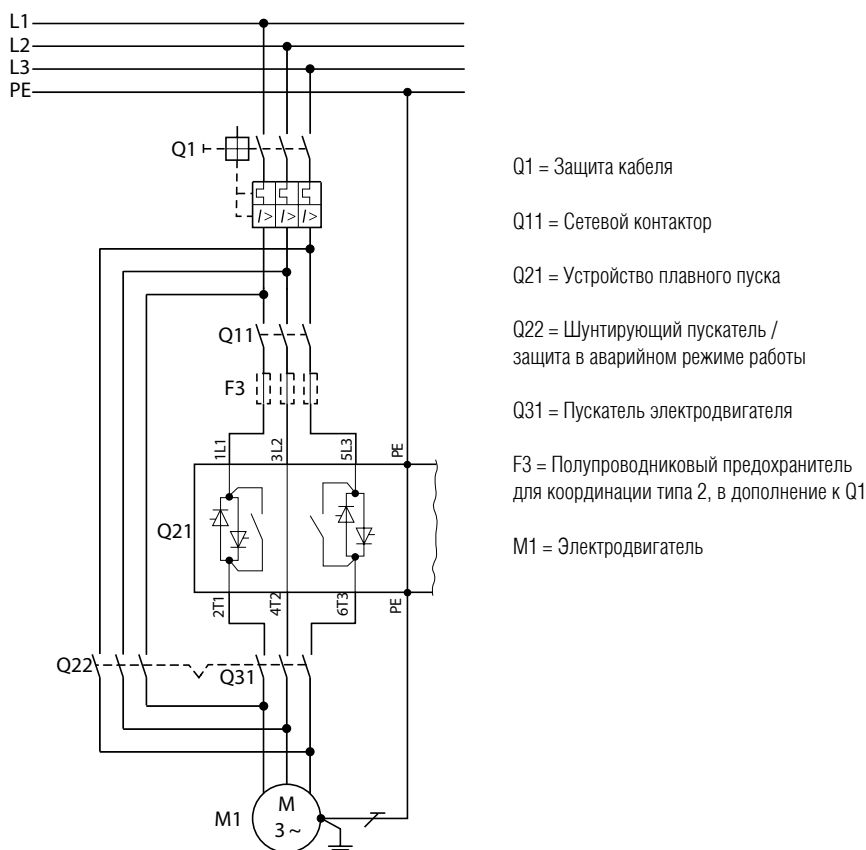 L1
L2
L3
PE
Q1
I> I> I>
Q11
F3
1L1
3L2
5L3
PE
Q21
2T1
4T2
6T3
PE
Q22
Q31
M1
M
3 ~
Q1 = Защита кабеля
Q11 = Сетевой контактор
Q21 = Устройство плавного пуска
Q22 = Шунтирующий пускатель /
защита в аварийном режиме работы
Q31 = Пускатель электродвигателя
F3 = Полупроводниковый предохранитель
для координации типа 2, в дополнение к Q1
M1 = Электродвигатель